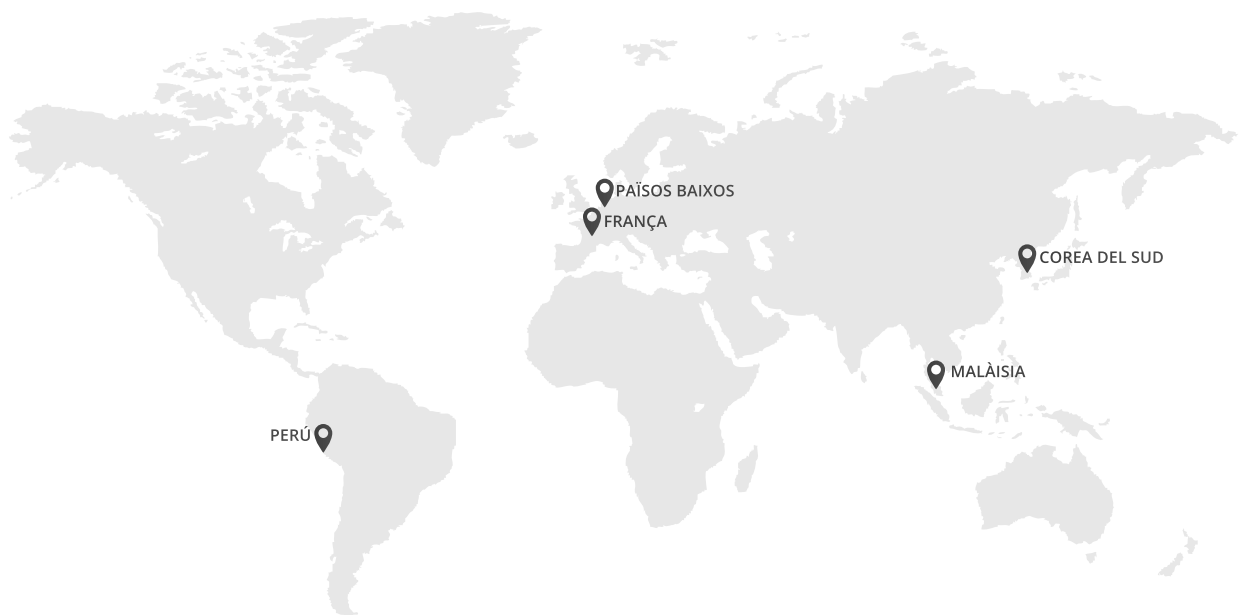 PAÏSOS BAIXOS
FRANÇA
COREA DEL SUD
MALÀISIA
PERÚ